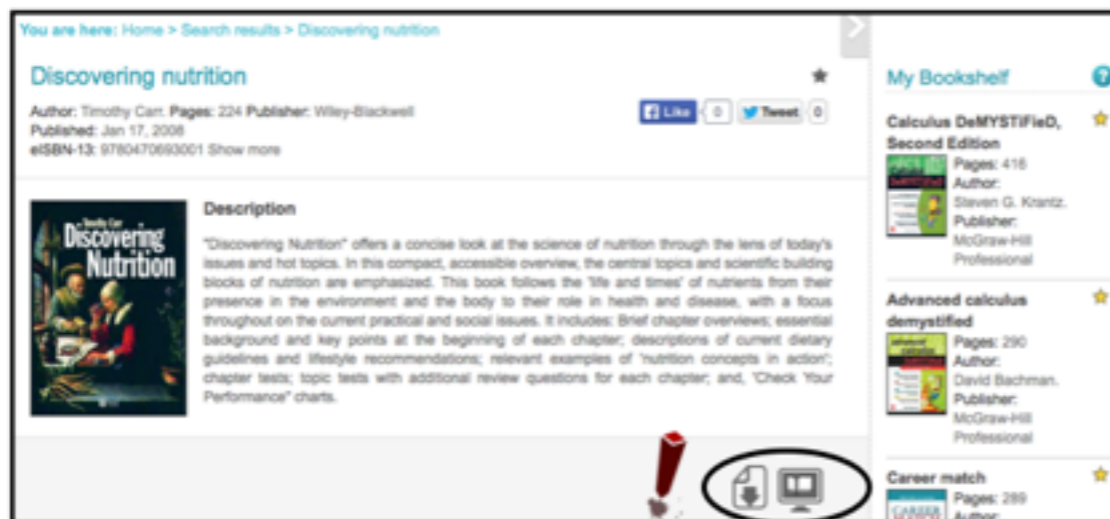 You are here: Home > Search results > Discovering nutrition
Discovering nutrition
Author: Timothy Carr. Pages: 224 Publisher: Wiley-Blackwell
Published: Jan 17, 2008
eISBN-13: 9780470693001 Show more
Like 0 Tweet 0
Timothy Carr
Discovering
Nutrition
Description
"Discovering Nutrition" offers a concise look at the science of nutrition through the lens of today's
issues and hot topics. In this compact, accessible overview, the central topics and scientific building
blocks of nutrition are emphasized. This book follows the 'life and times' of nutrients from their
presence in the environment and the body to their role in health and disease, with a focus
throughout on the current practical and social issues. It includes: Brief chapter overviews; essential
background and key points at the beginning of each chapter; descriptions of current dietary
guidelines and lifestyle recommendations; relevant examples of 'nutrition concepts in action';
chapter tests; topic tests with additional review questions for each chapter; and, 'Check Your
Performance" charts.
My Bookshelf ?
Calculus DeMYSTiFieD,
Second Edition
Pages: 416
Author:
Steven G. Krantz.
Publisher:
McGraw-Hill
Professional
Advanced calculus
demystified
Pages: 290
Author:
David Bachman.
Publisher:
McGraw-Hill
Professional
Career match
Pages: 289
Author:
CAREER